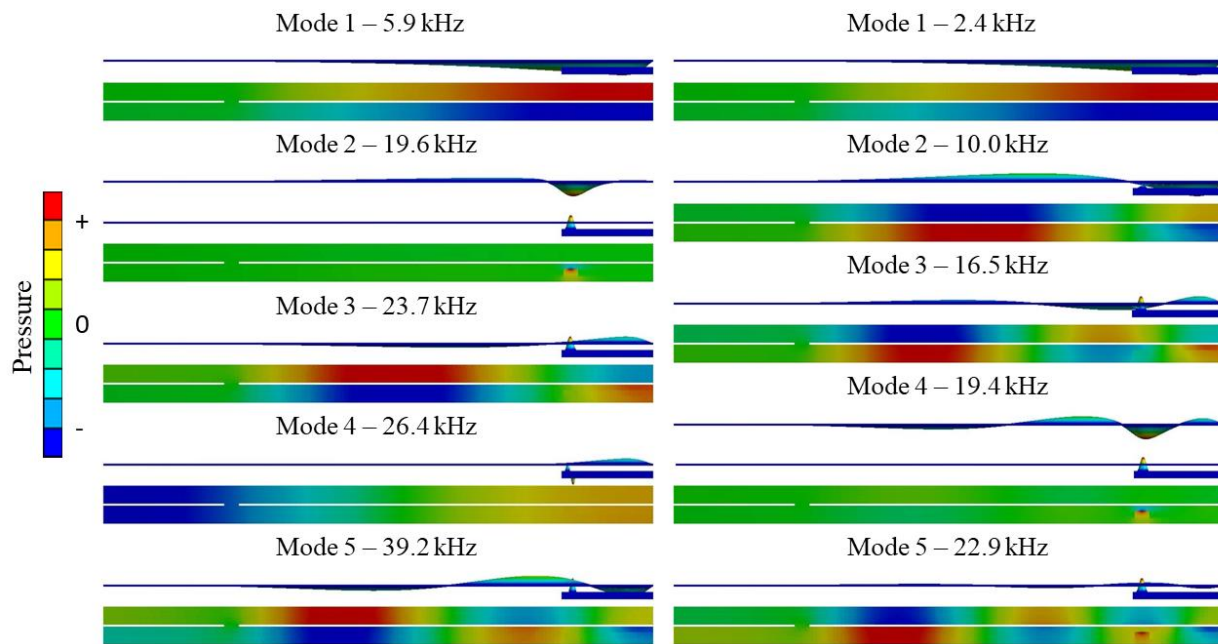 Mode 1 – 5.9 kHz
Mode 2 – 19.6 kHz
Mode 3 – 23.7 kHz
Mode 4 – 26.4 kHz
Mode 5 – 39.2 kHz
Mode 1 – 2.4 kHz
Mode 2 – 10.0 kHz
Mode 3 – 16.5 kHz
Mode 4 – 19.4 kHz
Mode 5 – 22.9 kHz
Pressure
+
0
-